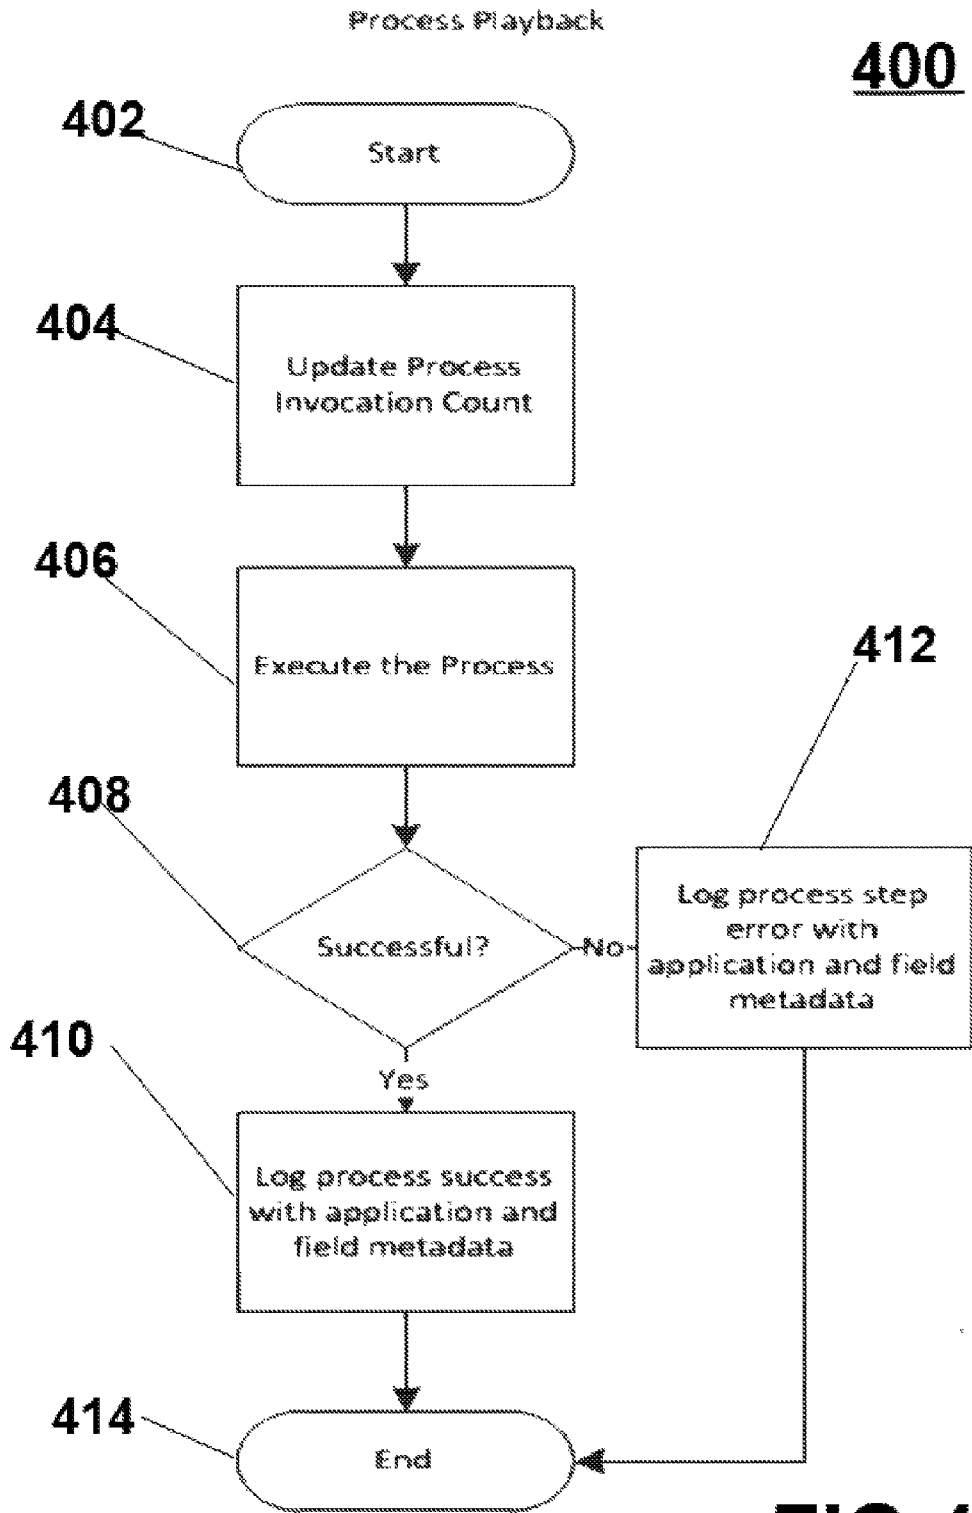 Process Playback
400
402
Start
404
Update Process
Invocation Count
406
Execute the Process
412
408
Successful?
No
Log process step
error with
application and field
metadata
410
Yes
Log process success
with application and
field metadata
414
End